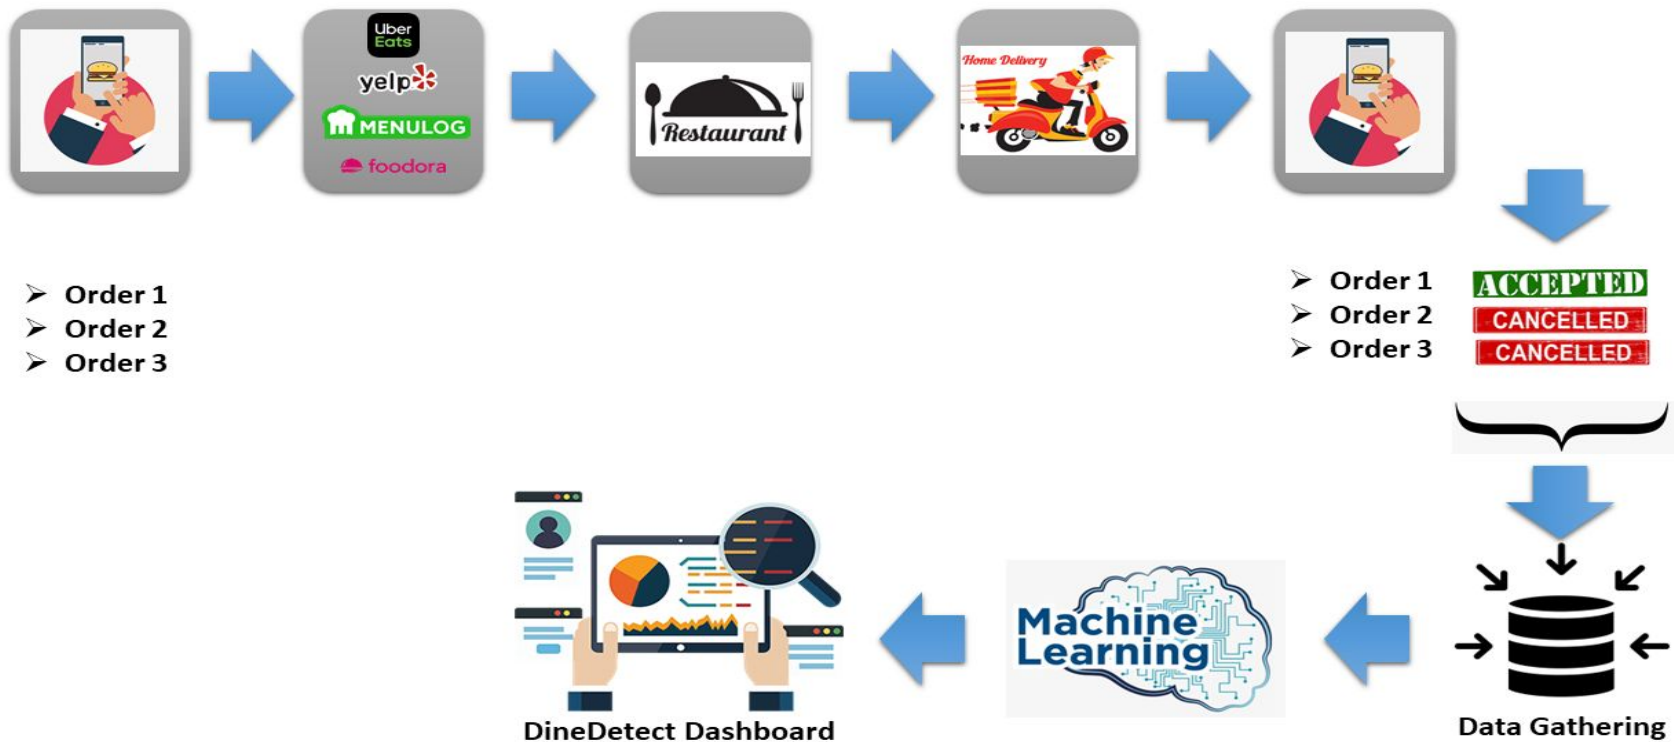 Uber
Eats
yelp
MENULOG
foodora
Restaurant
Home Delivery
➢ Order 1
➢ Order 2
➢ Order 3
➢ Order 1
ACCEPTED
➢ Order 2
CANCELLED
➢ Order 3
CANCELLED
Machine
Learning
DineDetect Dashboard
Data Gathering